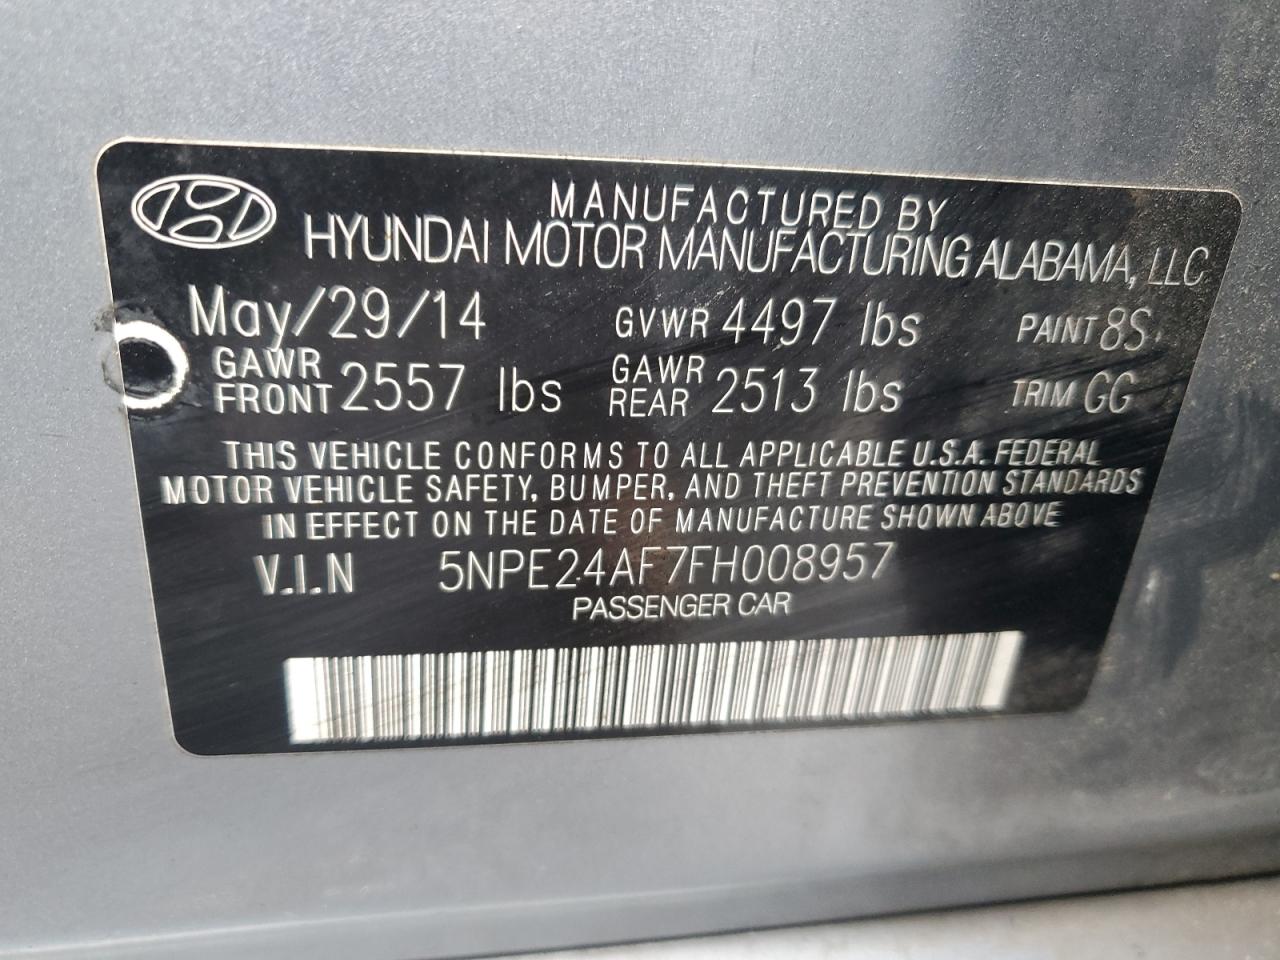 MANUFACTURED BY
HYUNDAI MOTOR MANUFACTURING ALABAMA, LLC
May/29/14 GVWR 4497 lbs PAINT 8S
GAWR FRONT 2557 lbs GAWR REAR 2513 lbs TRIM GG
THIS VEHICLE CONFORMS TO ALL APPLICABLE U.S.A. FEDERAL
MOTOR VEHICLE SAFETY, BUMPER, AND THEFT PREVENTION STANDARDS
IN EFFECT ON THE DATE OF MANUFACTURE SHOWN ABOVE
V.I.N 5NPE24AF7FH008957
PASSENGER CAR